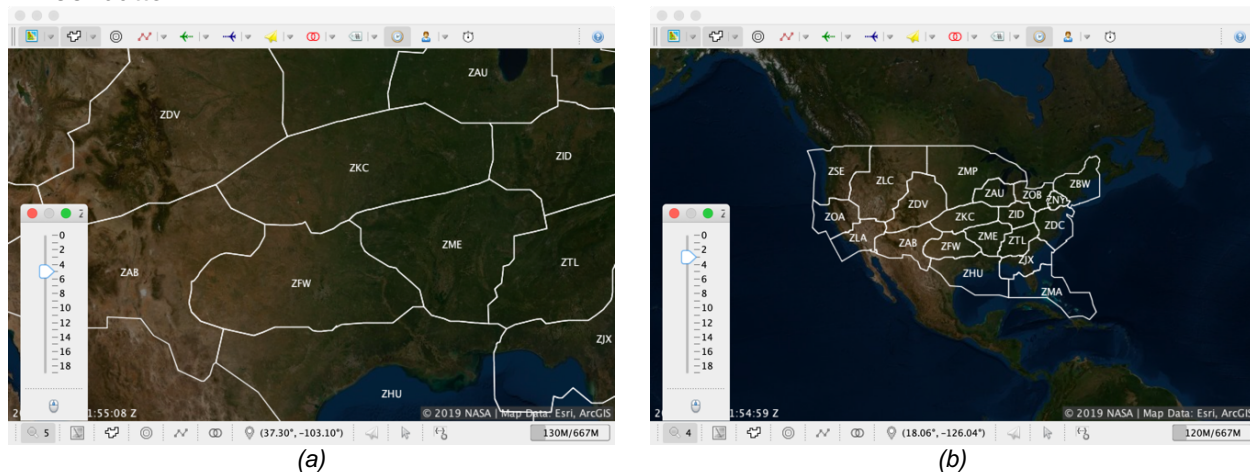 ZAU
ZDV
ZKC
ZID
Z
0
2
4
6
8
10
12
14
16
18
ZME
ZTL
ZAB
ZFW
ZJX
ZHU
1:55:08 Z
© 2019 NASA | Map Data: Esri, ArcGIS
5
(37.30°, -103.10°)
130M/667M
(a)
ZSE
ZLC
ZMP
ZBW
ZAU
ZOB
ZNY
ZDV
ZOA
ZKC
ZID
ZDC
ZLA
ZAB
ZFW
ZME
ZTL
ZJX
ZHU
ZMA
Z
0
2
4
6
8
10
12
14
16
18
1:54:59 Z
© 2019 NASA | Map Data: Esri, ArcGIS
4
(18.06°, -126.04°)
120M/667M
(b)